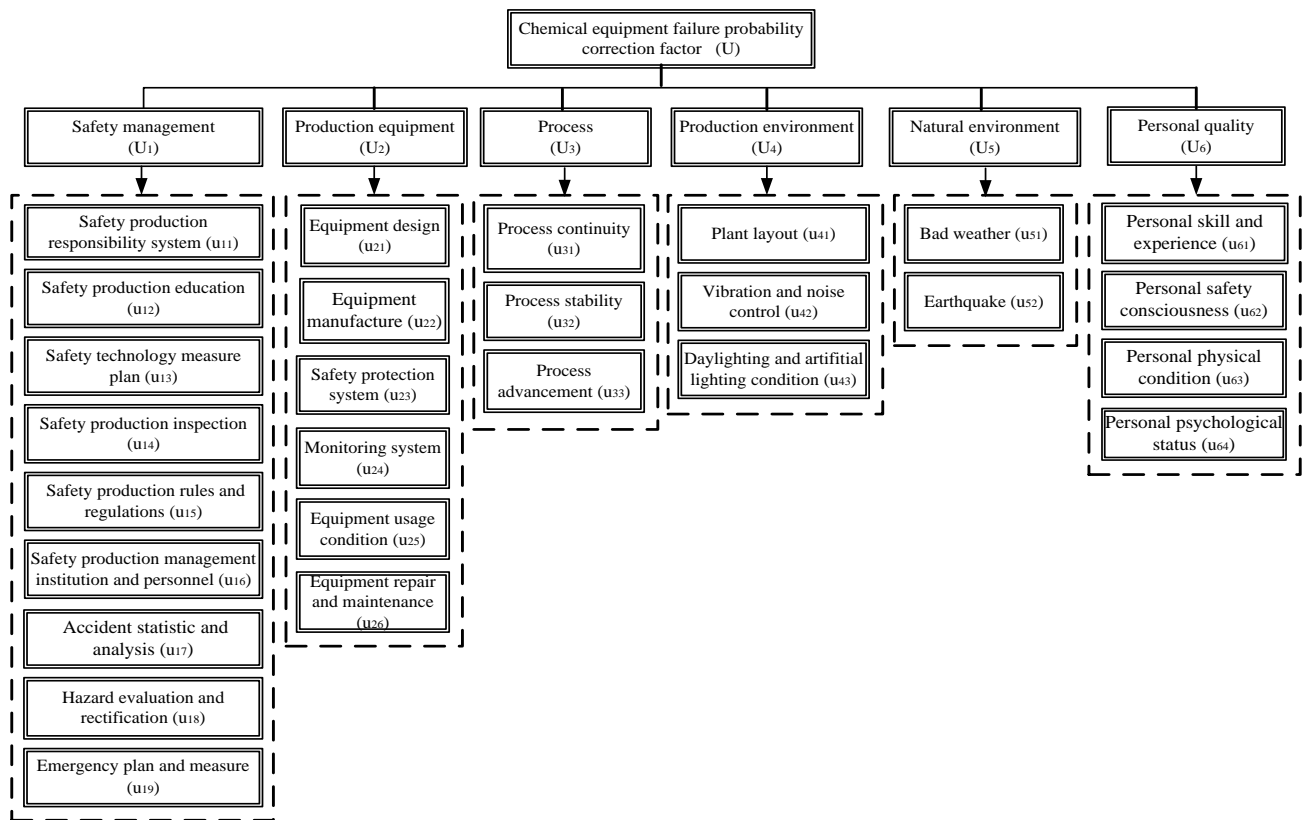 Chemical equipment failure probability
correction factor (U)
Safety management
(U1)
Production equipment
(U2)
Process
(U3)
Production environment
(U4)
Natural environment
(U5)
Personal quality
(U6)
Safety production
responsibility system (u11)
Safety production education
(u12)
Safety technology measure
plan (u13)
Safety production inspection
(u14)
Safety production rules and
regulations (u15)
Safety production management
institution and personnel (u16)
Accident statistic and
analysis (u17)
Hazard evaluation and
rectification (u18)
Emergency plan and measure
(u19)
Equipment design
(u21)
Equipment
manufacture (u22)
Safety protection
system (u23)
Monitoring system
(u24)
Equipment usage
condition (u25)
Equipment repair
and maintenance
(u26)
Process continuity
(u31)
Process stability
(u32)
Process
advancement (u33)
Plant layout (u41)
Vibration and noise
control (u42)
Daylighting and artifitial
lighting condition (u43)
Bad weather (u51)
Earthquake (u52)
Personal skill and
experience (u61)
Personal safety
consciousness (u62)
Personal physical
condition (u63)
Personal psychological
status (u64)